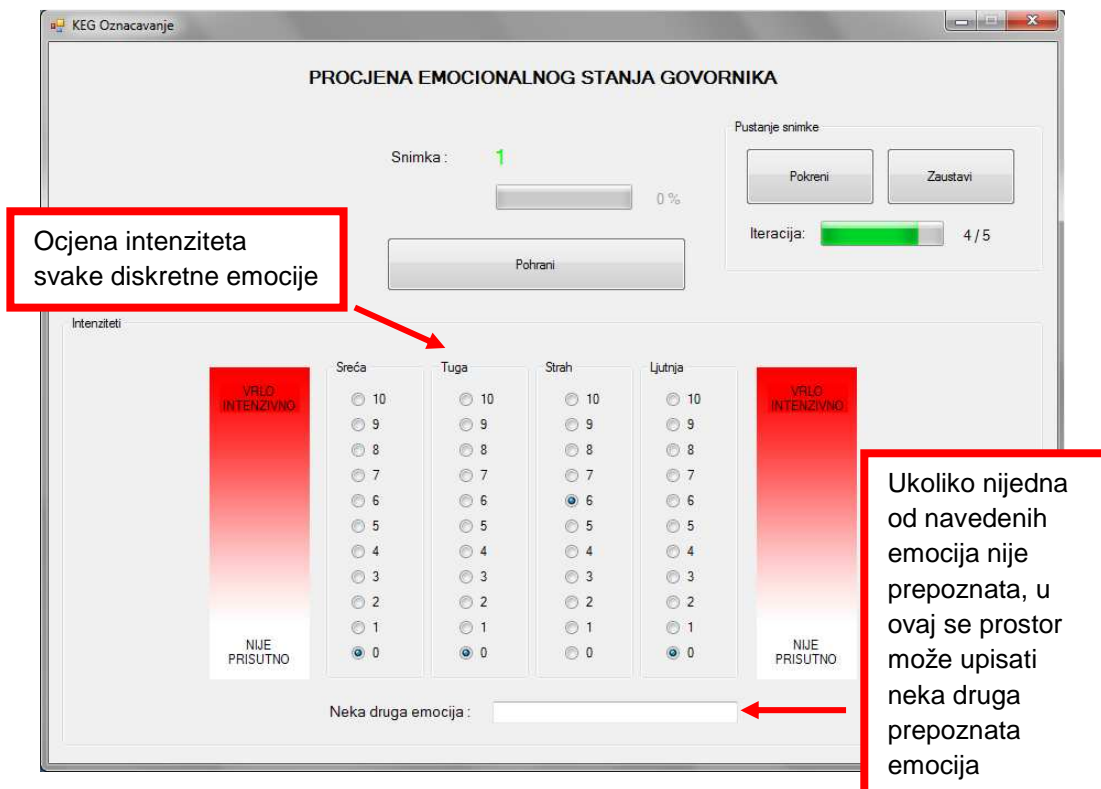 KEG Oznacavanje
PROCJENA EMOCIONALNOG STANJA GOVORNIKA
Snimka : 1
0 %
Pohrani
Pustanje snimke
Pokreni Zaustavi
Iteracija: 4 / 5
Ocjena intenziteta
svake diskretne emocije
Intenziteti
Sreća Tuga Strah Ljutnja
VRLO
INTENZIVNO
10 10 10 10
9 9 9 9
8 8 8 8
7 7 7 7
6 6 6 6
5 5 5 5
4 4 4 4
3 3 3 3
2 2 2 2
1 1 1 1
0 0 0 0
NIJE
PRISUTNO
VRLO
INTENZIVNO
NIJE
PRISUTNO
Neka druga emocija :
Ukoliko nijedna
od navedenih
emocija nije
prepoznata, u
ovaj se prostor
može upisati
neka druga
prepoznata
emocija